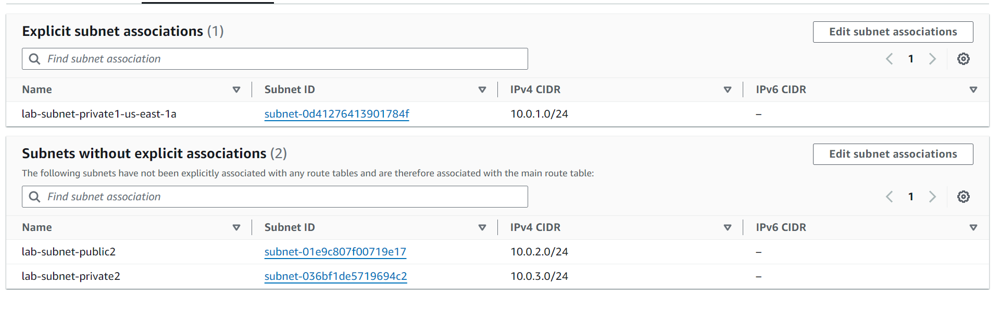 Explicit subnet associations (1)
Edit subnet associations
Find subnet association
1
Name Subnet ID IPv4 CIDR IPv6 CIDR
lab-subnet-private1-us-east-1a subnet-0d41276413901784f 10.0.1.0/24 –
Subnets without explicit associations (2)
Edit subnet associations
The following subnets have not been explicitly associated with any route tables and are therefore associated with the main route table:
Find subnet association
1
Name Subnet ID IPv4 CIDR IPv6 CIDR
lab-subnet-public2 subnet-01e9c807f00719e17 10.0.2.0/24 –
lab-subnet-private2 subnet-036bf1de5719694c2 10.0.3.0/24 –